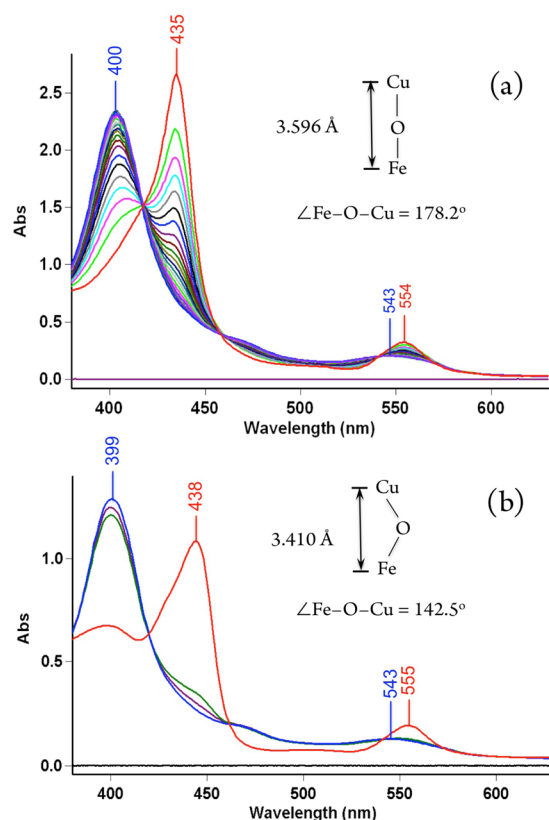 (a)
400
435
Cu
O
Fe
3.596 Å
∠Fe–O–Cu = 178.2º
543
554
Abs
2.5
2.0
1.5
1.0
0.5
0.0
400 450 500 550 600
Wavelength (nm)
(b)
399
438
Cu
O
Fe
3.410 Å
∠Fe–O–Cu = 142.5º
543
555
Abs
1.0
0.5
0.0
400 450 500 550 600
Wavelength (nm)